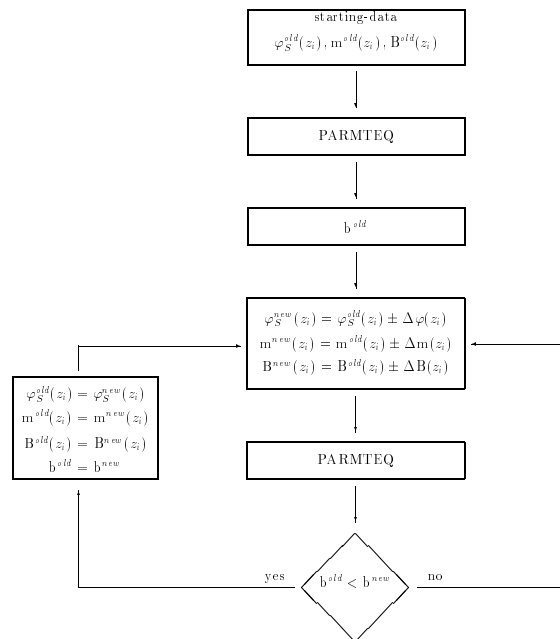 starting-data
φ_S^old(z_i), m^old(z_i), B^old(z_i)
PARMTEQ
b^old
φ_S^new(z_i) = φ_S^old(z_i) ± Δφ(z_i)
m^new(z_i) = m^old(z_i) ± Δm(z_i)
B^new(z_i) = B^old(z_i) ± ΔB(z_i)
φ_S^old(z_i) = φ_S^new(z_i)
m^old(z_i) = m^new(z_i)
B^old(z_i) = B^new(z_i)
b^old = b^new
PARMTEQ
yes
b^old < b^new
no